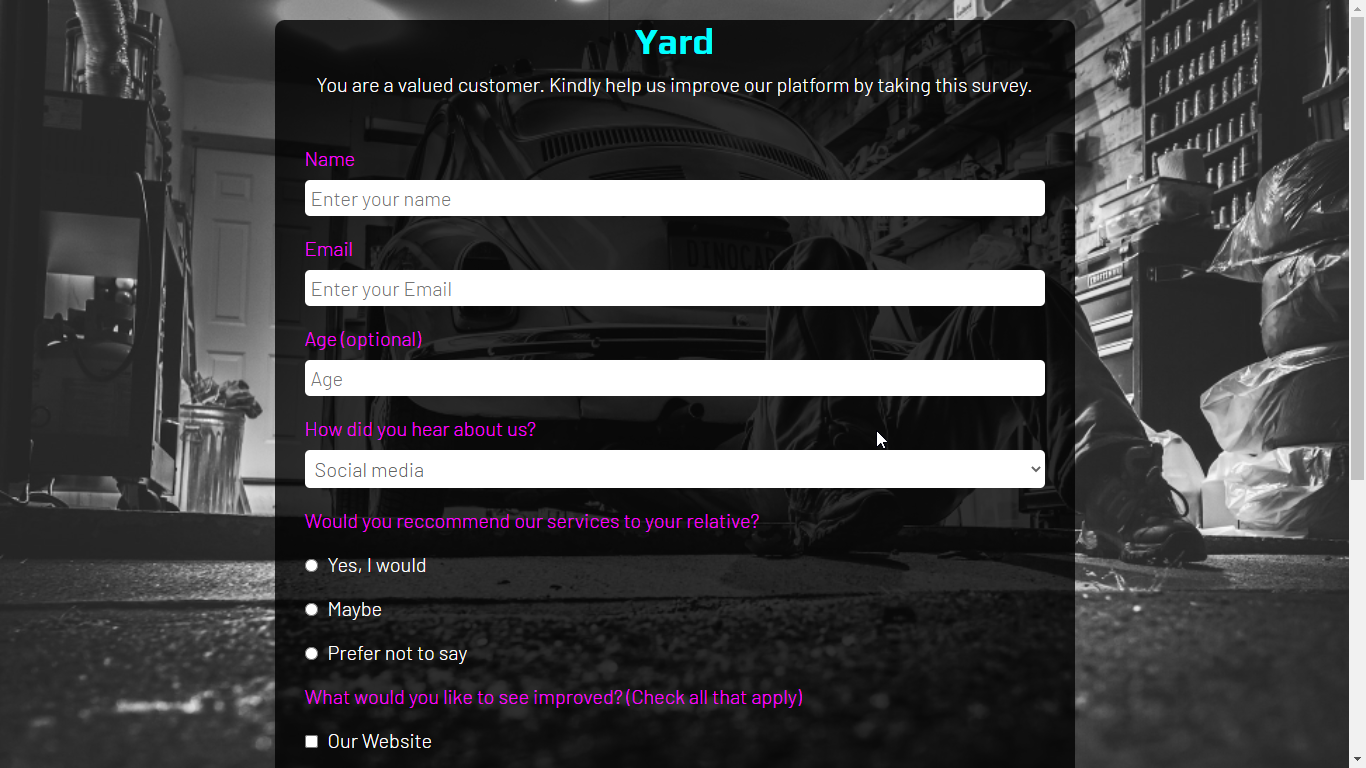 Yard
You are a valued customer. Kindly help us improve our platform by taking this survey.
Name
Enter your name
Email
Enter your Email
Age (optional)
Age
How did you hear about us?
Social media
Would you reccommend our services to your relative?
Yes, I would
Maybe
Prefer not to say
What would you like to see improved? (Check all that apply)
Our Website